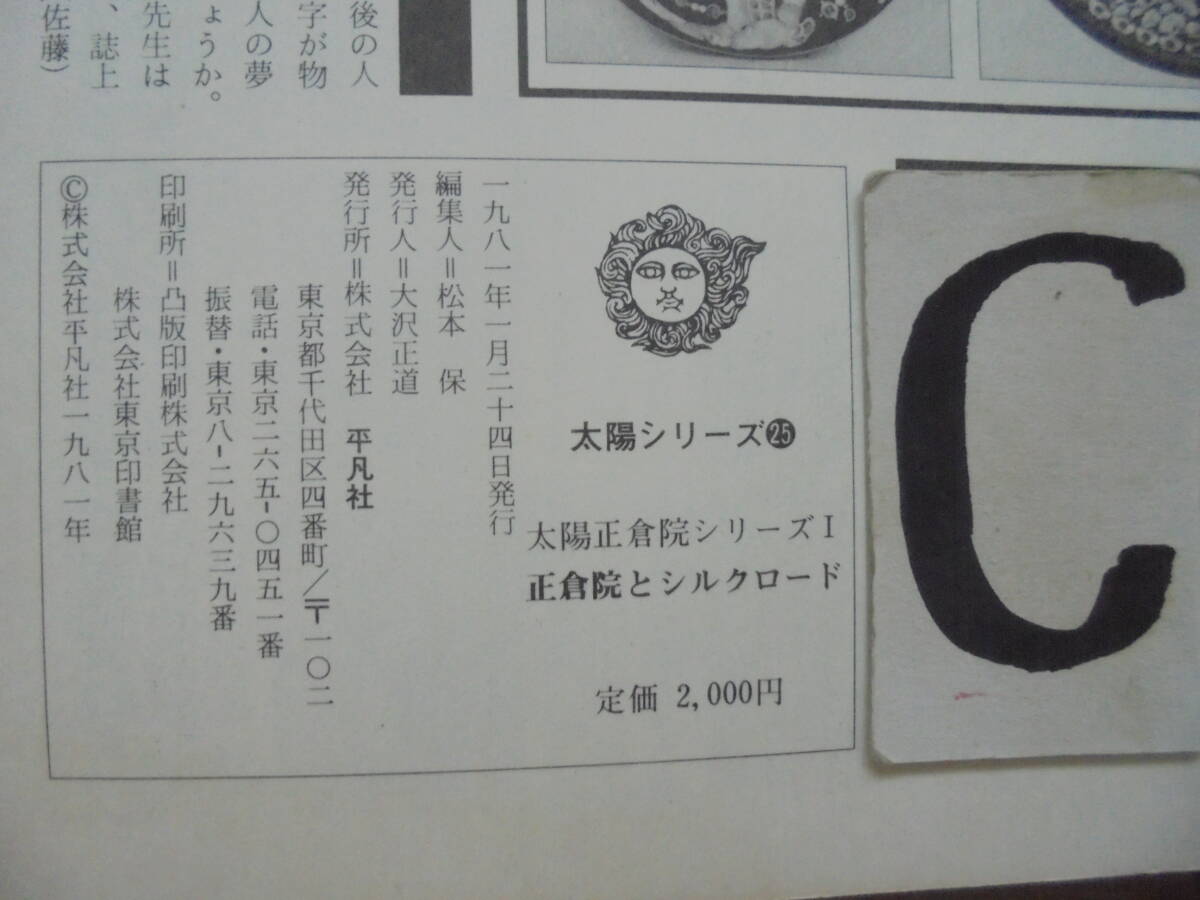 後の人
字が物
人の夢
ょうか。
先生は
、誌上
佐藤）
太陽シリーズ㉕
太陽正倉院シリーズⅠ
正倉院とシルクロード
定価 2,000円
一九八一年一月二十四日発行
編集人＝松本 保
発行人＝大沢正道
発行所＝株式会社 平凡社
東京都千代田区四番町／〒一〇二
電話・東京二六五-〇四五一番
振替・東京八-二九六三九番
印刷所＝凸版印刷株式会社
株式会社東京印書館
©株式会社平凡社一九八一年
C